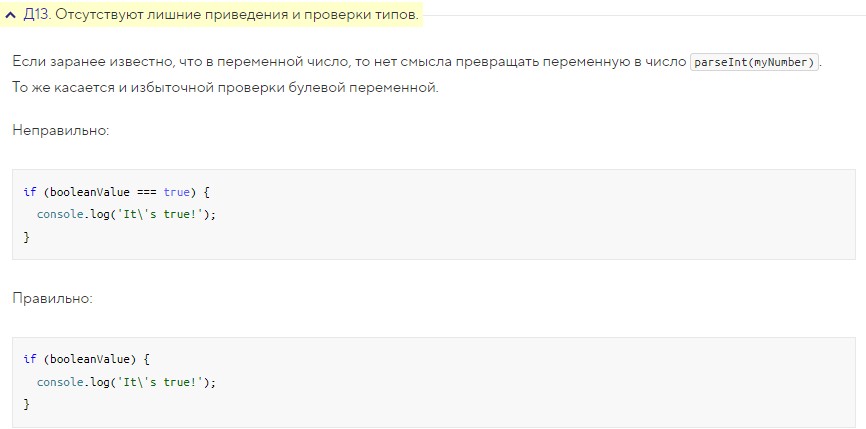 Д13. Отсутствуют лишние приведения и проверки типов.
Если заранее известно, что в переменной число, то нет смысла превращать переменную в число parseInt(myNumber).
То же касается и избыточной проверки булевой переменной.
Неправильно:
if (booleanValue === true) {
  console.log('It\'s true!');
}
Правильно:
if (booleanValue) {
  console.log('It\'s true!');
}